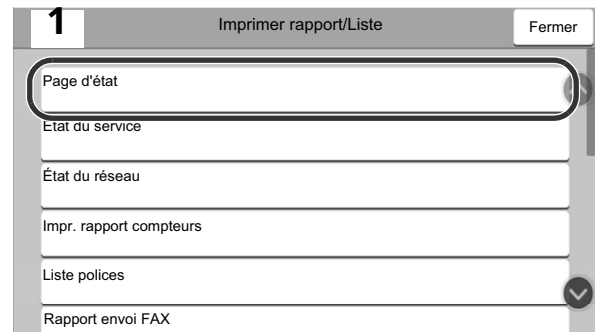 1
Imprimer rapport/Liste
Fermer
Page d'état
État du service
État du réseau
Impr. rapport compteurs
Liste polices
Rapport envoi FAX